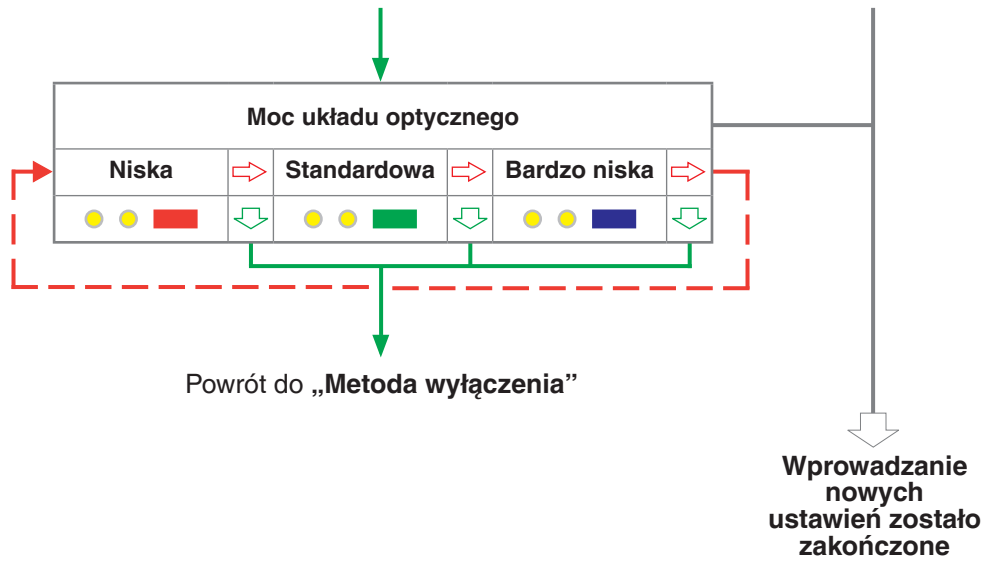 Moc układu optycznego
Niska
Standardowa
Bardzo niska
Powrót do „Metoda wyłączenia”
Wprowadzanie
nowych
ustawień zostało
zakończone